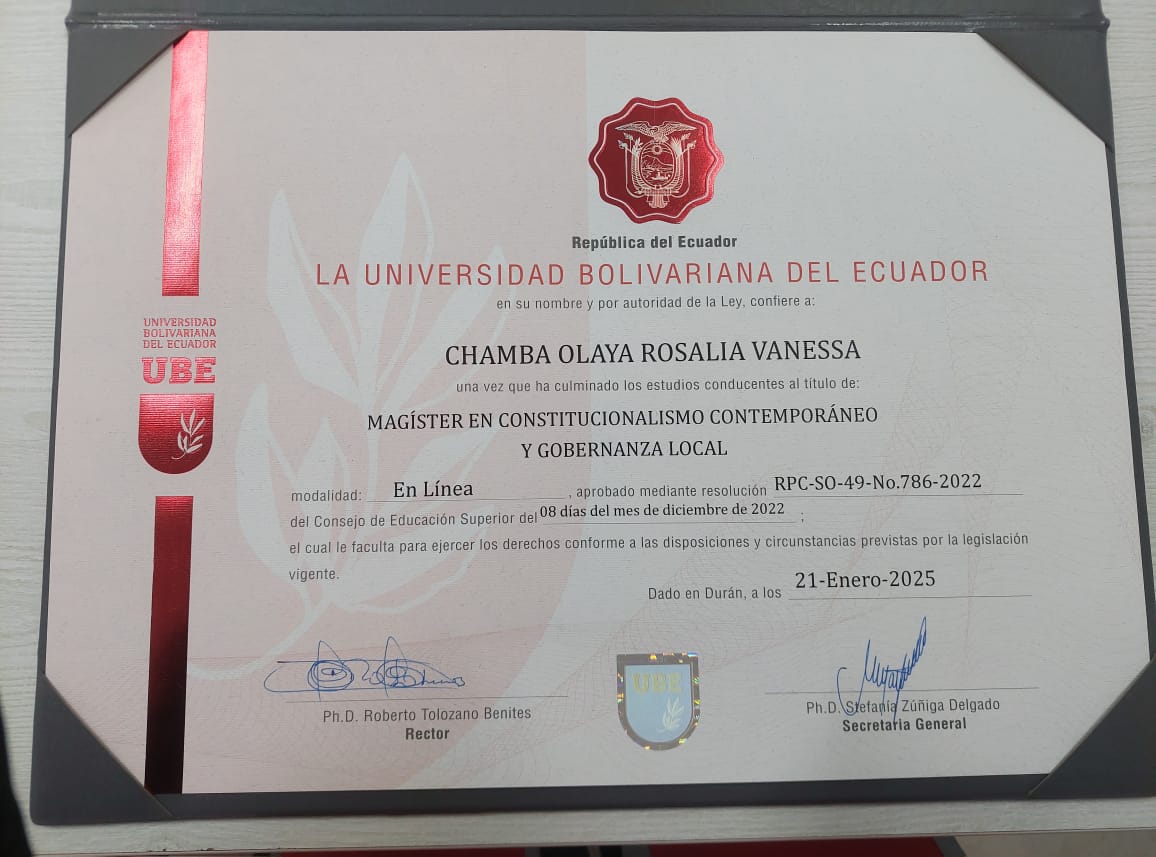 República del Ecuador
LA UNIVERSIDAD BOLIVARIANA DEL ECUADOR
en su nombre y por autoridad de la Ley, confiere a:
UNIVERSIDAD
BOLIVARIANA
DEL ECUADOR
UBE
CHAMBA OLAYA ROSALIA VANESSA
una vez que ha culminado los estudios conducentes al título de:
MAGÍSTER EN CONSTITUCIONALISMO CONTEMPORÁNEO
Y GOBERNANZA LOCAL
modalidad: En Línea , aprobado mediante resolución RPC-SO-49-No.786-2022
del Consejo de Educación Superior del 08 días del mes de diciembre de 2022 ;
el cual le faculta para ejercer los derechos conforme a las disposiciones y circunstancias previstas por la legislación
vigente.
Dado en Durán, a los 21-Enero-2025
UBE
Ph.D. Roberto Tolozano Benites
Rector
Ph.D. Stefanía Zúñiga Delgado
Secretaria General